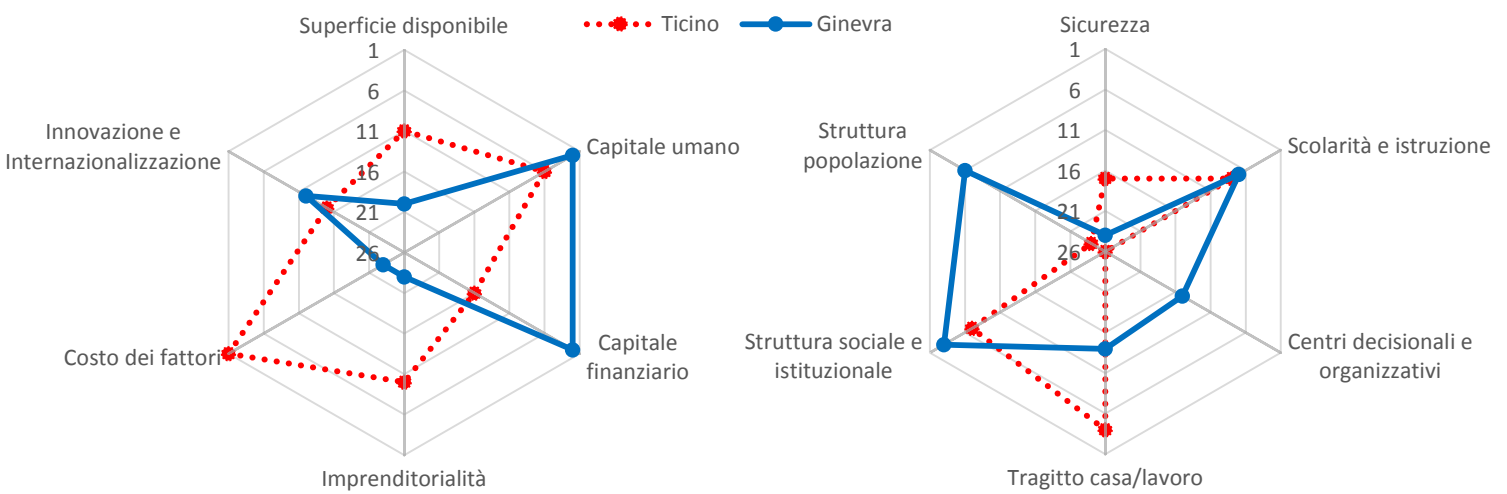 Superficie disponibile
Ticino
Ginevra
Sicurezza
1
6
11
16
21
26
Innovazione e
Internazionalizzazione
Capitale umano
Costo dei fattori
Capitale
finanziario
Imprenditorialità
1
6
11
16
21
26
Struttura
popolazione
Scolarità e istruzione
Struttura sociale e
istituzionale
Centri decisionali e
organizzativi
Tragitto casa/lavoro